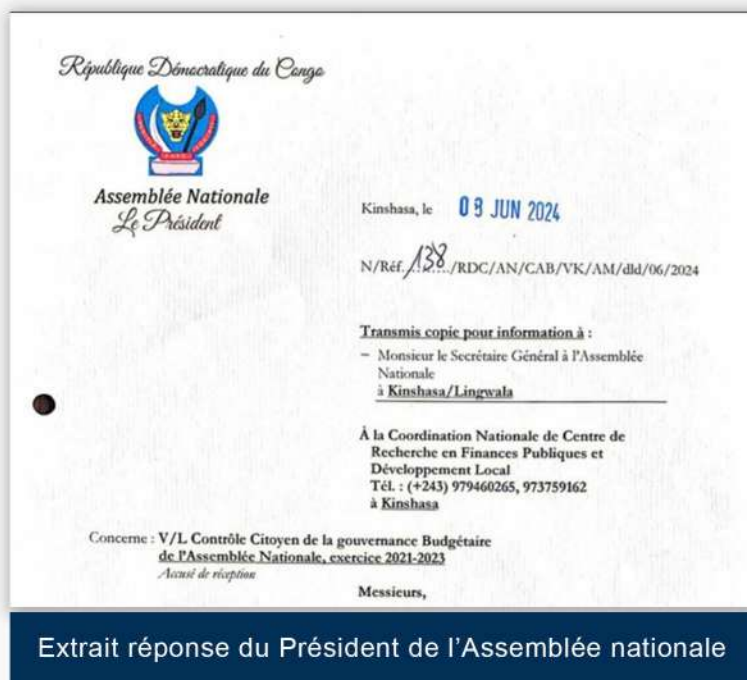 République Démocratique du Congo
Assemblée Nationale
Le Président
Kinshasa, le 03 JUN 2024
N/Réf. 138 /RDC/AN/CAB/VK/AM/dld/06/2024
Transmis copie pour information à :
– Monsieur le Secrétaire Général à l'Assemblée
Nationale
à Kinshasa/Lingwala
À la Coordination Nationale de Centre de
Recherche en Finances Publiques et
Développement Local
Tél. : (+243) 979460265, 973759162
à Kinshasa
Concerne : V/L Contrôle Citoyen de la gouvernance Budgétaire
de l'Assemblée Nationale, exercice 2021-2023
Accusé de réception
Messieurs,
Extrait réponse du Président de l'Assemblée nationale